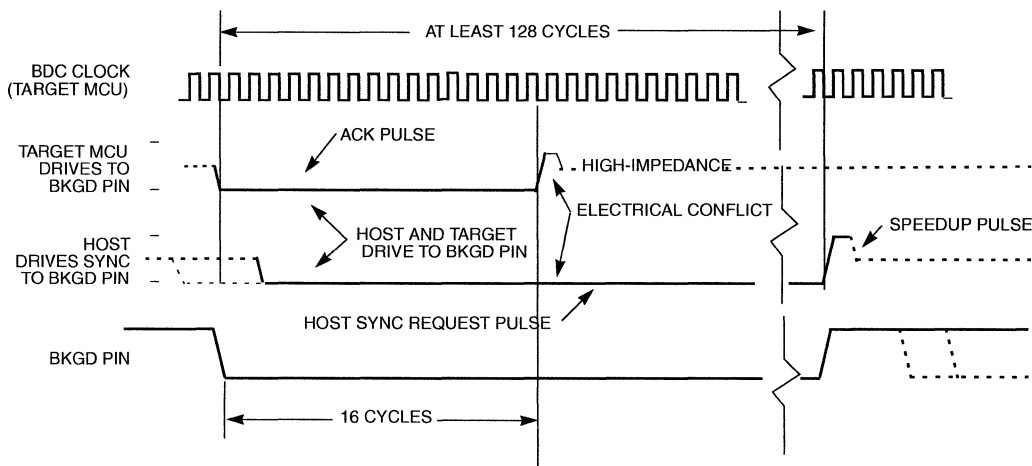 AT LEAST 128 CYCLES
BDC CLOCK
(TARGET MCU)
ACK PULSE
TARGET MCU
DRIVES TO
BKGD PIN
HIGH-IMPEDANCE
ELECTRICAL CONFLICT
HOST AND TARGET
DRIVE TO BKGD PIN
SPEEDUP PULSE
HOST
DRIVES SYNC
TO BKGD PIN
HOST SYNC REQUEST PULSE
BKGD PIN
16 CYCLES